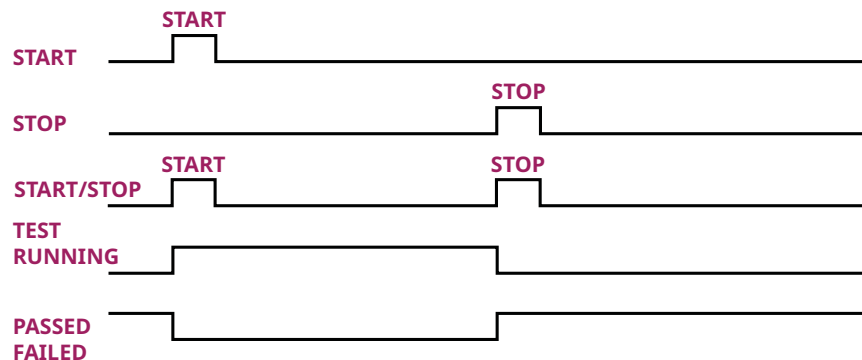 START
START
STOP
STOP
START STOP
START/STOP
TEST
RUNNING
PASSED
FAILED